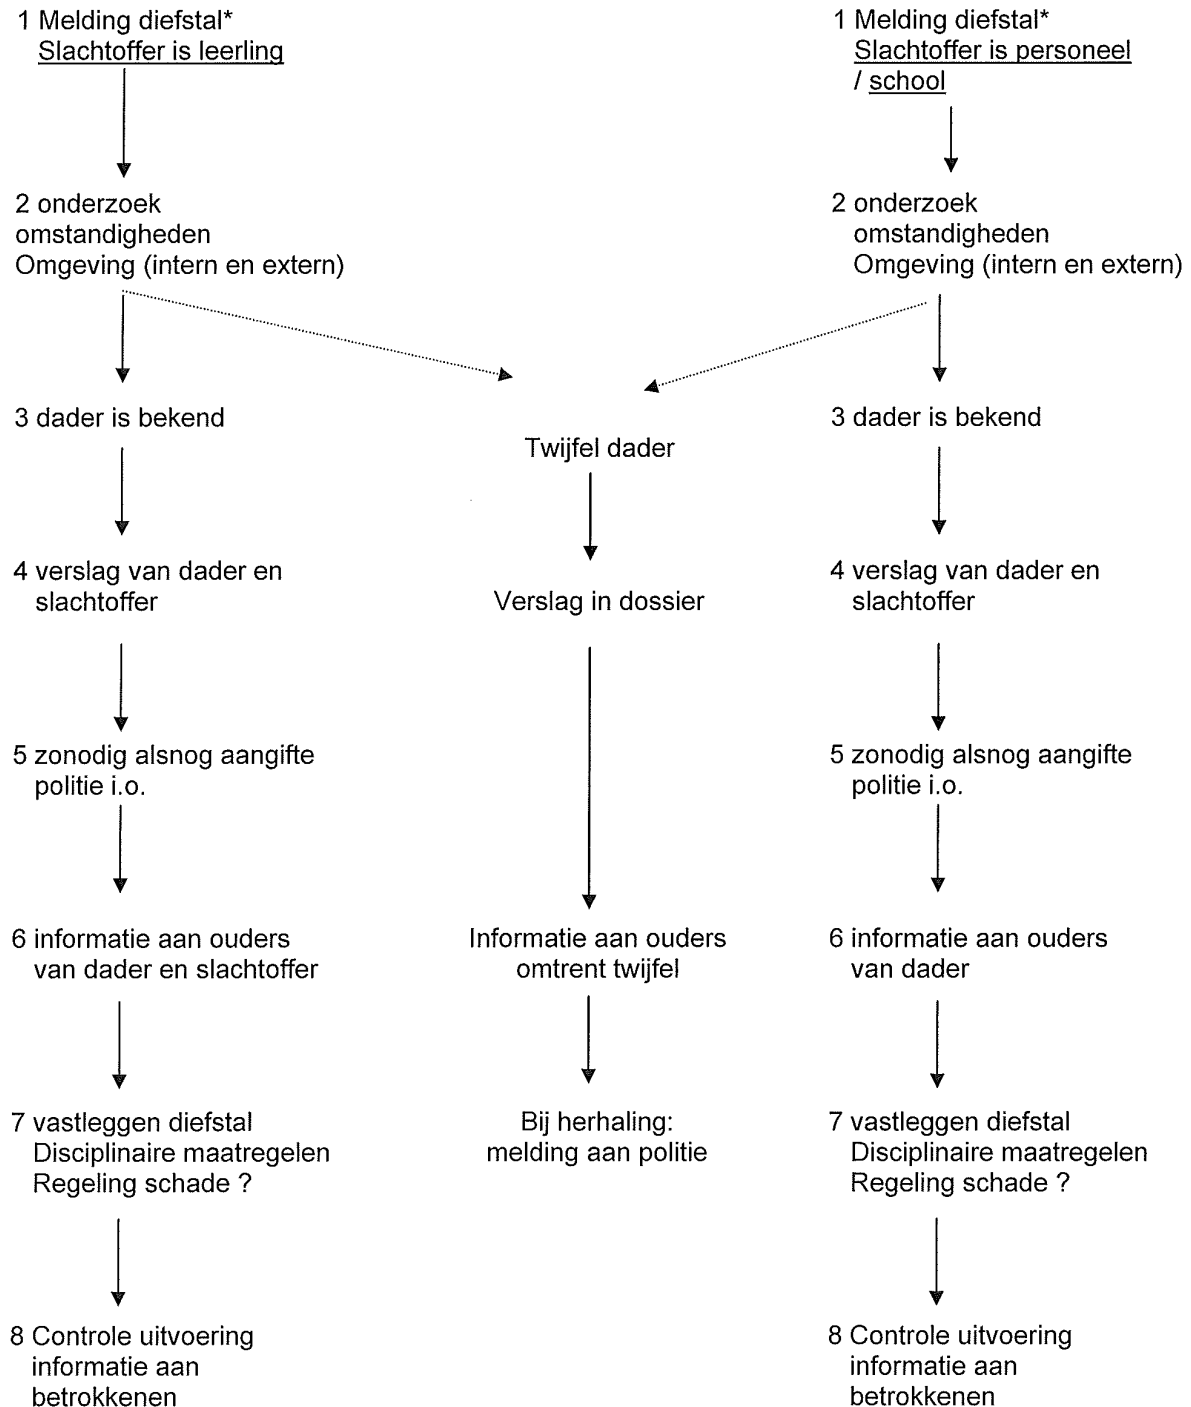 1 Melding diefstal*
Slachtoffer is leerling
2 onderzoek
omstandigheden
Omgeving (intern en extern)
3 dader is bekend
4 verslag van dader en
slachtoffer
5 zonodig alsnog aangifte
politie i.o.
6 informatie aan ouders
van dader en slachtoffer
7 vastleggen diefstal
Disciplinaire maatregelen
Regeling schade ?
8 Controle uitvoering
informatie aan
betrokkenen
Twijfel dader
Verslag in dossier
Informatie aan ouders
omtrent twijfel
Bij herhaling:
melding aan politie
1 Melding diefstal*
Slachtoffer is personeel
/ school
2 onderzoek
omstandigheden
Omgeving (intern en extern)
3 dader is bekend
4 verslag van dader en
slachtoffer
5 zonodig alsnog aangifte
politie i.o.
6 informatie aan ouders
van dader
7 vastleggen diefstal
Disciplinaire maatregelen
Regeling schade ?
8 Controle uitvoering
informatie aan
betrokkenen